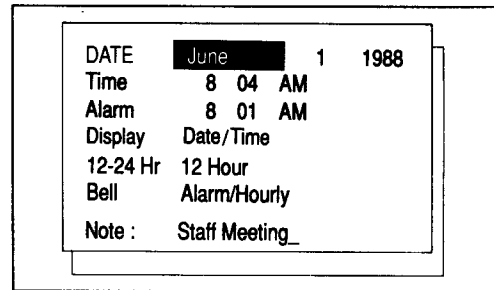 DATE June 1 1988
Time 8 04 AM
Alarm 8 01 AM
Display Date/Time
12-24 Hr 12 Hour
Bell Alarm/Hourly
Note : Staff Meeting_